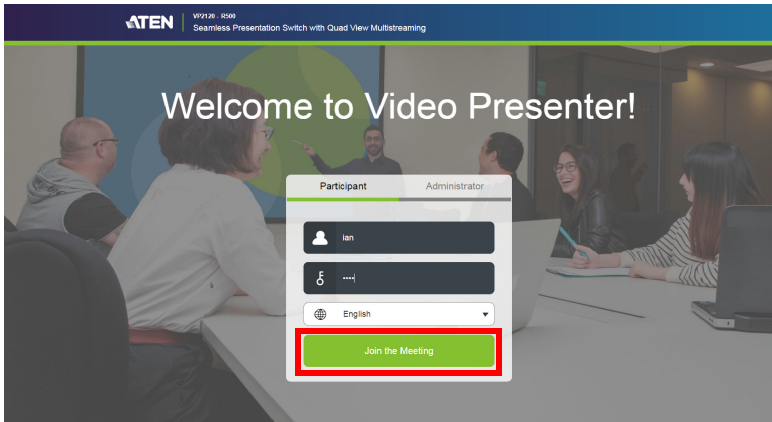 ATEN
VP2120 - R500
Seamless Presentation Switch with Quad View Multistreaming
Welcome to Video Presenter!
Participant Administrator
ian
····
English
Join the Meeting